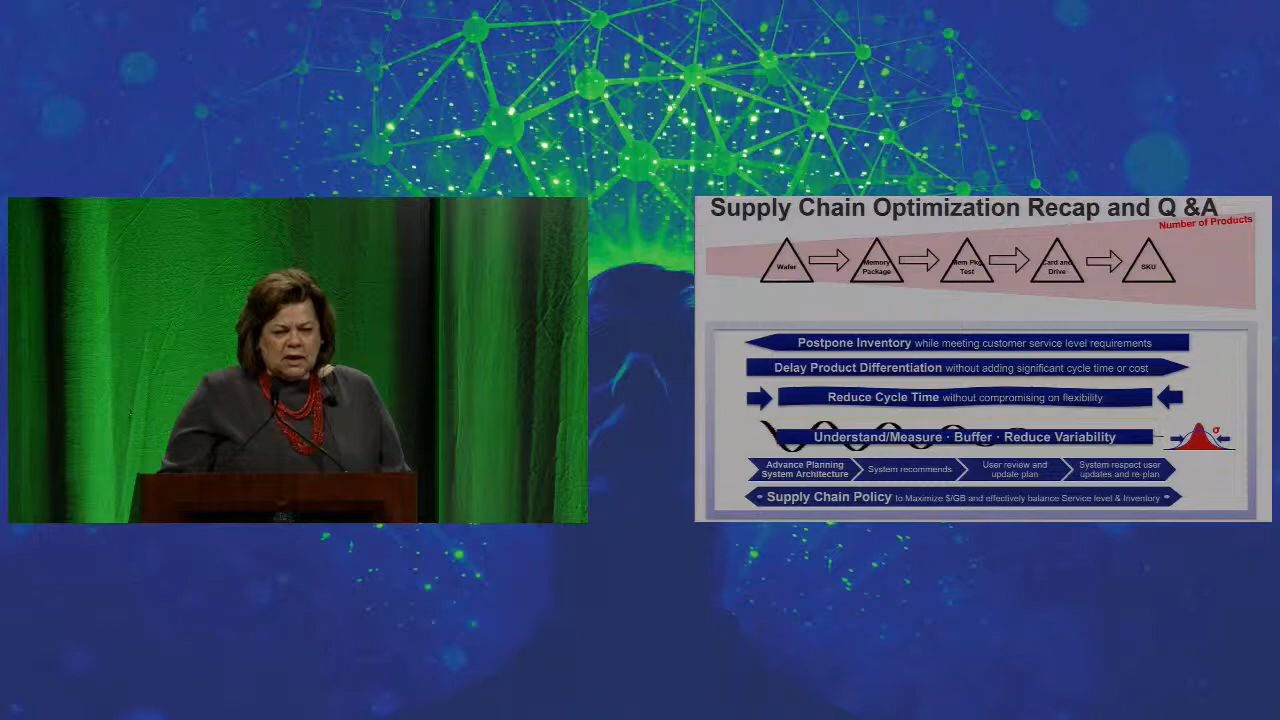 Supply Chain Optimization Recap and Q &A
Number of Products
Wafer
Memory
Package
Mem Pkg
Test
Card and
Drive
SKU
Postpone Inventory while meeting customer service level requirements
Delay Product Differentiation without adding significant cycle time or cost
Reduce Cycle Time without compromising on flexibility
Understand/Measure · Buffer · Reduce Variability
σ
Advance Planning
System Architecture
System recommends
User review and
update plan
System respect user
updates and re-plan
Supply Chain Policy to Maximize $/GB and effectively balance Service level & Inventory